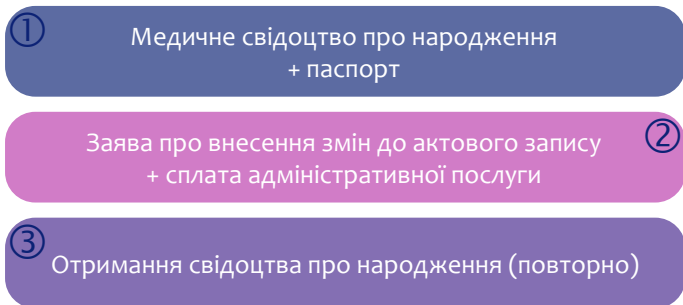 ①
Медичне свідоцтво про народження
+ паспорт
Заява про внесення змін до актового запису
②
+ сплата адміністративної послуги
③
Отримання свідоцтва про народження (повторно)